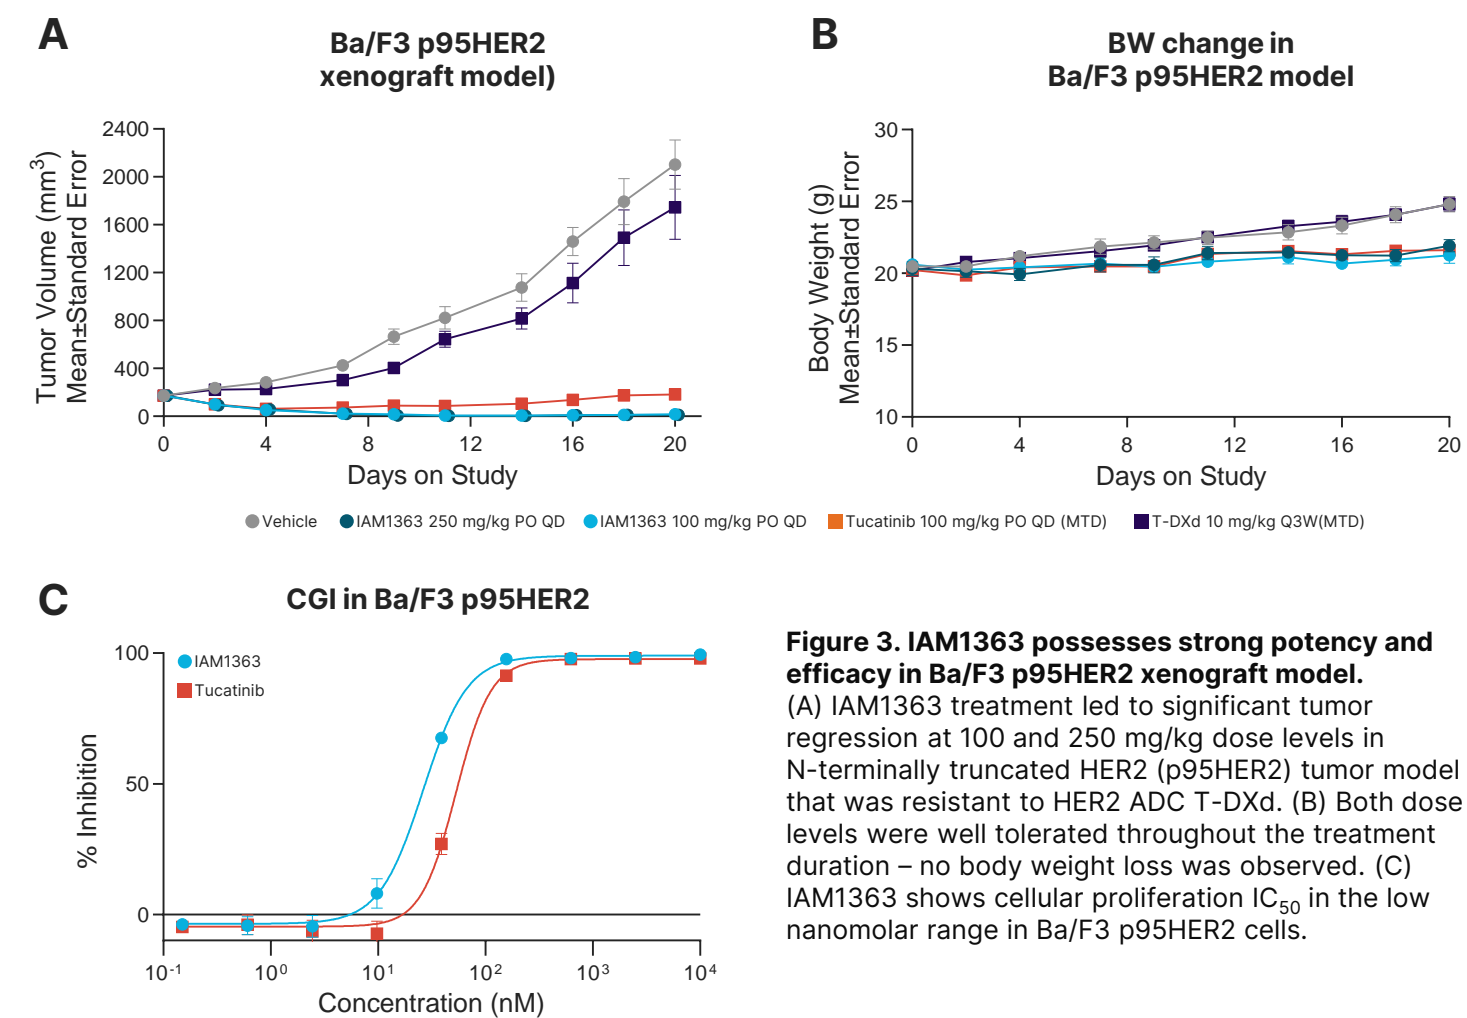 A
Ba/F3 p95HER2
xenograft model)
Tumor Volume (mm³)
Mean±Standard Error
2400
2000
1600
1200
800
400
0
0 4 8 12 16 20
Days on Study
B
BW change in
Ba/F3 p95HER2 model
Body Weight (g)
Mean±Standard Error
30
25
20
15
10
0 4 8 12 16 20
Days on Study
Vehicle IAM1363 250 mg/kg PO QD IAM1363 100 mg/kg PO QD Tucatinib 100 mg/kg PO QD (MTD) T-DXd 10 mg/kg Q3W(MTD)
C
CGI in Ba/F3 p95HER2
% Inhibition
100
50
0
IAM1363
Tucatinib
10⁻¹ 10⁰ 10¹ 10² 10³ 10⁴
Concentration (nM)
Figure 3. IAM1363 possesses strong potency and
efficacy in Ba/F3 p95HER2 xenograft model.
(A) IAM1363 treatment led to significant tumor
regression at 100 and 250 mg/kg dose levels in
N-terminally truncated HER2 (p95HER2) tumor model
that was resistant to HER2 ADC T-DXd. (B) Both dose
levels were well tolerated throughout the treatment
duration – no body weight loss was observed. (C)
IAM1363 shows cellular proliferation IC₅₀ in the low
nanomolar range in Ba/F3 p95HER2 cells.